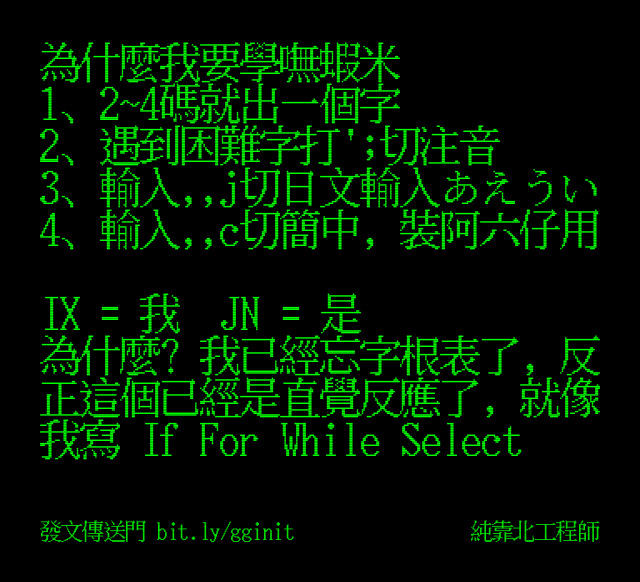 為什麼我要學嘸蝦米
1、2~4碼就出一個字
2、遇到困難字打';切注音
3、輸入,,j切日文輸入あぇうい
4、輸入,,c切簡中, 裝阿六仔用
IX = 我  JN = 是
為什麼? 我已經忘字根表了, 反
正這個已經是直覺反應了, 就像
我寫 If For While Select
發文傳送門 bit.ly/gginit
純靠北工程師